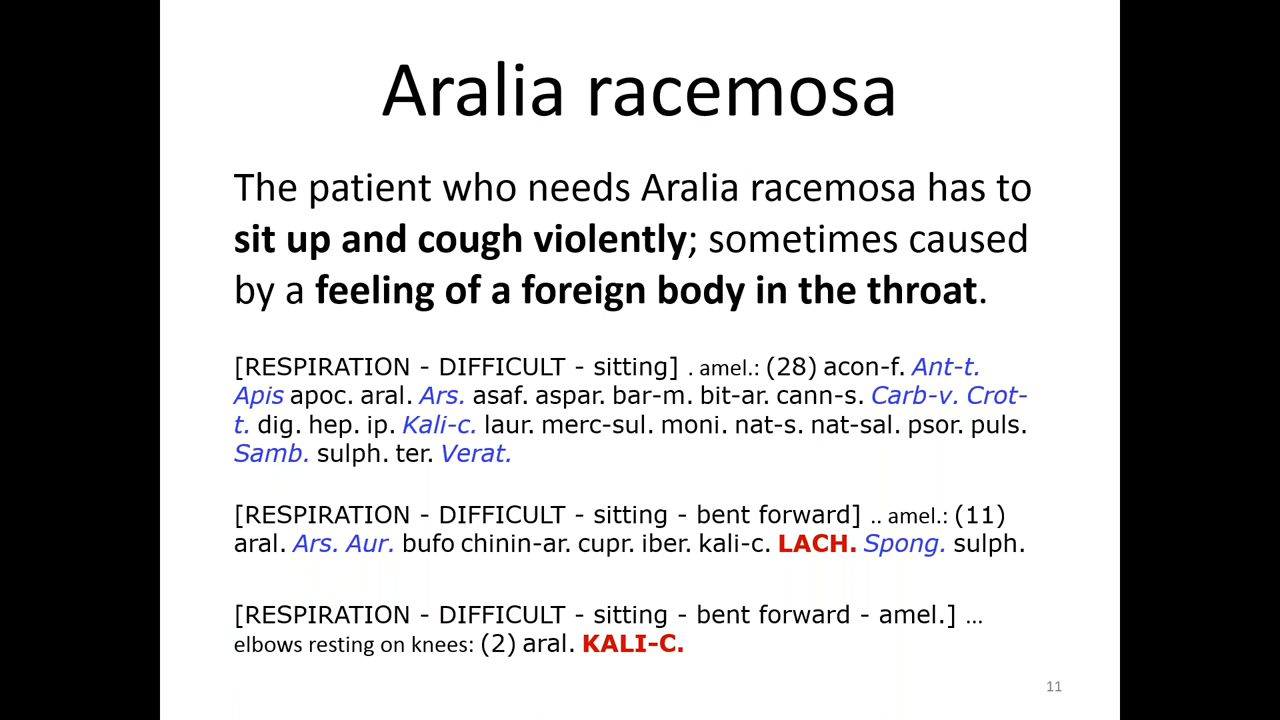 Aralia racemosa
The patient who needs Aralia racemosa has to
sit up and cough violently; sometimes caused
by a feeling of a foreign body in the throat.
[RESPIRATION - DIFFICULT - sitting] . amel.: (28) acon-f. Ant-t.
Apis apoc. aral. Ars. asaf. aspar. bar-m. bit-ar. cann-s. Carb-v. Crot-
t. dig. hep. ip. Kali-c. laur. merc-sul. moni. nat-s. nat-sal. psor. puls.
Samb. sulph. ter. Verat.
[RESPIRATION - DIFFICULT - sitting - bent forward] .. amel.: (11)
aral. Ars. Aur. bufo chinin-ar. cupr. iber. kali-c. LACH. Spong. sulph.
[RESPIRATION - DIFFICULT - sitting - bent forward - amel.] ...
elbows resting on knees: (2) aral. KALI-C.
11